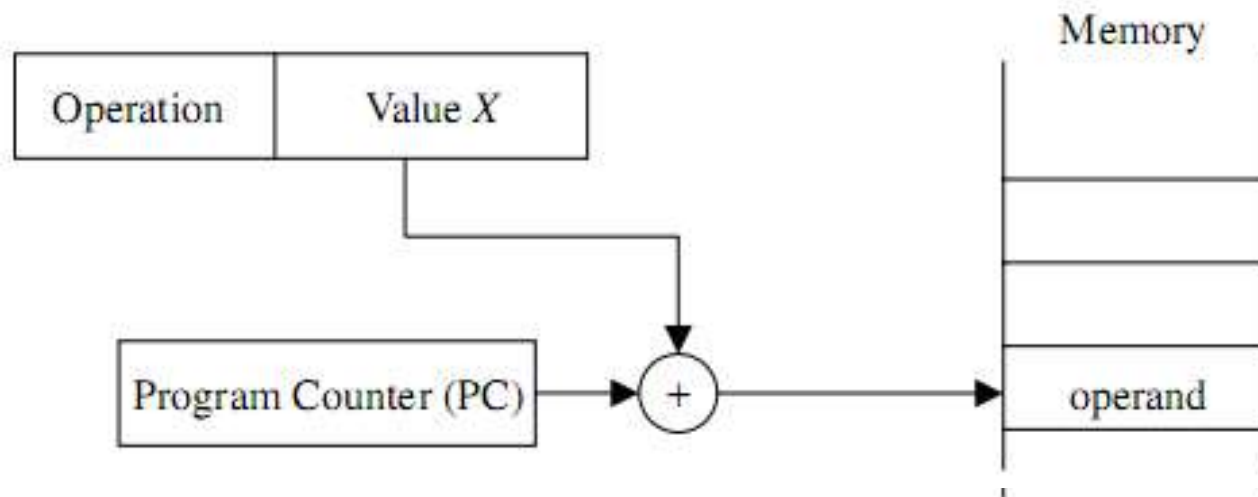 Memory
Operation
Value X
Program Counter (PC)
+
operand